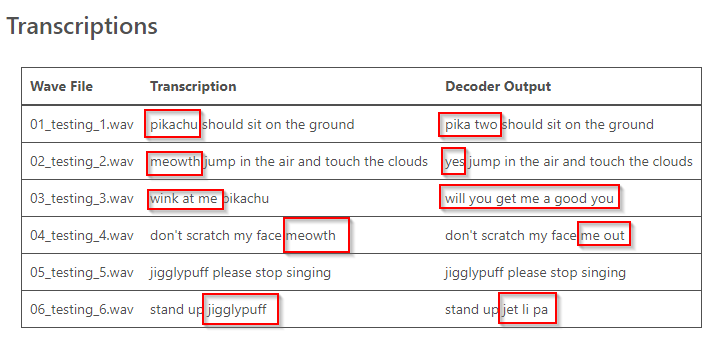 Transcriptions
Wave File Transcription Decoder Output
01_testing_1.wav pikachu should sit on the ground pika two should sit on the ground
02_testing_2.wav meowth jump in the air and touch the clouds yes jump in the air and touch the clouds
03_testing_3.wav wink at me pikachu will you get me a good you
04_testing_4.wav don't scratch my face meowth don't scratch my face me out
05_testing_5.wav jigglypuff please stop singing jigglypuff please stop singing
06_testing_6.wav stand up jigglypuff stand up jet li pa